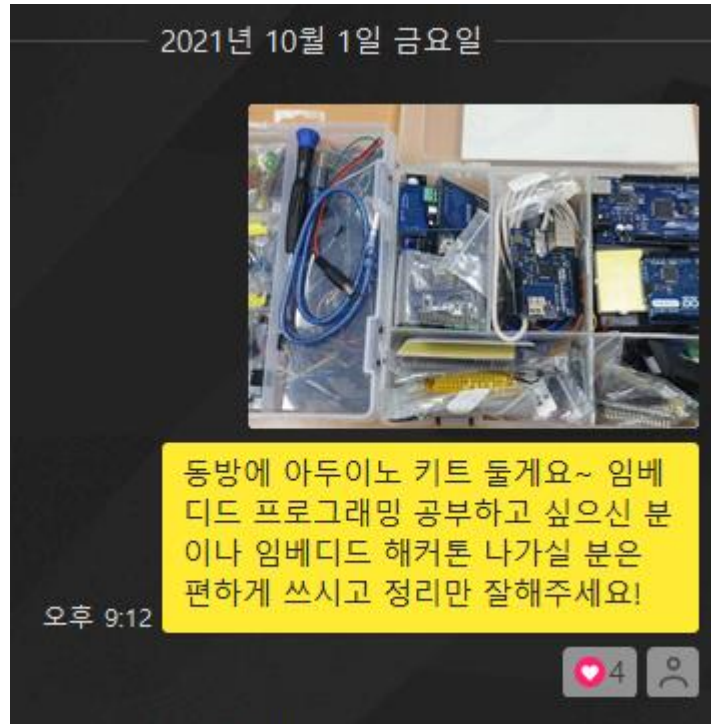 2021년 10월 1일 금요일
동방에 아두이노 키트 둘게요~ 임베
디드 프로그래밍 공부하고 싶으신 분
이나 임베디드 해커톤 나가실 분은
편하게 쓰시고 정리만 잘해주세요!
오후 9:12
4